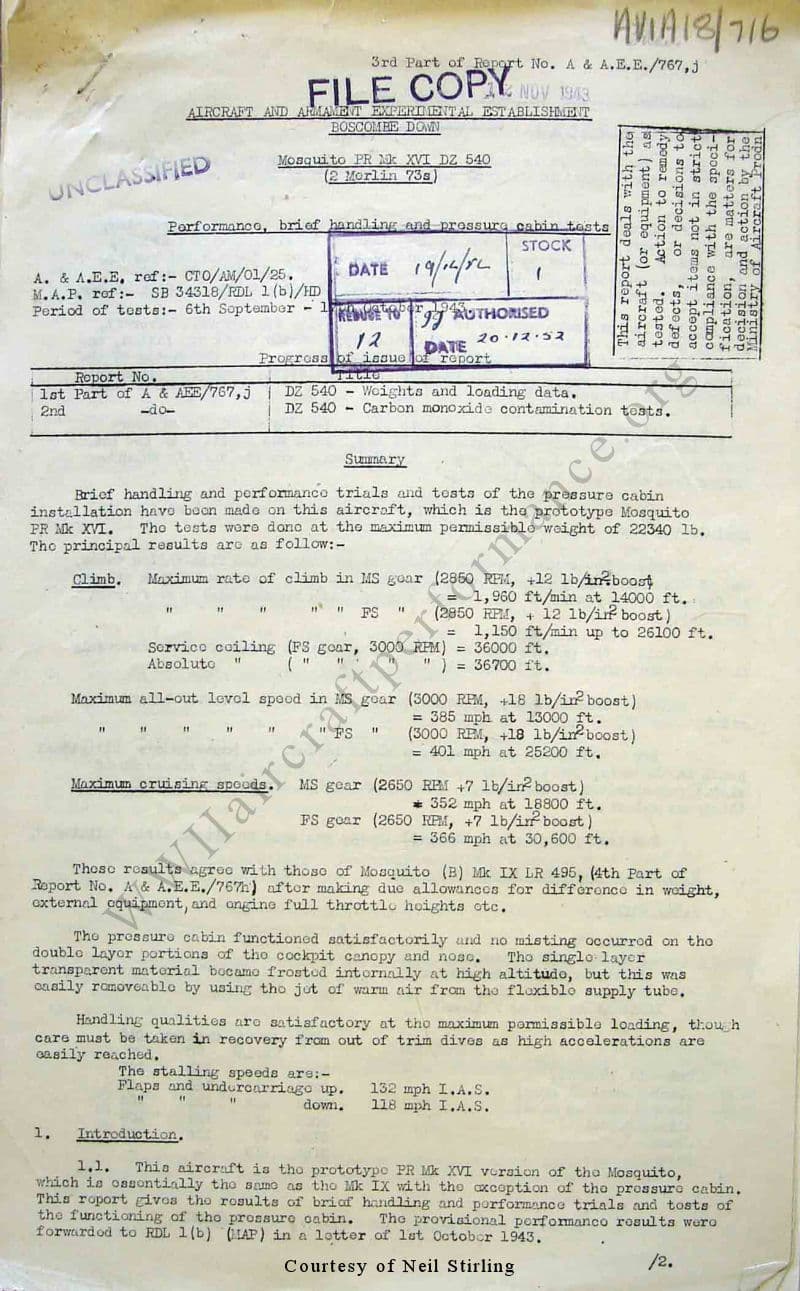 AVIA18/716
3rd Part of Report No. A & A.E.E./767,j
FILE COPY
NOV 1943
AIRCRAFT AND ARMAMENT EXPERIMENTAL ESTABLISHMENT
BOSCOMBE DOWN
UNCLASSIFIED
Mosquito PR Mk XVI DZ 540
(2 Merlin 73s)
This report deals with the
aircraft (or equipment) as
tested. Action to remedy
defects, or decisions to
accept items not in strict
compliance with the speci-
fication, are matters for
decision and action by the
Ministry of Aircraft Prodn
Performance, brief handling and pressure cabin tests
DATE 19/12/52
STOCK
1
A. & A.E.E. ref:- CTO/AM/01/25.
M.A.P. ref:- SB 34318/RDL 1(b)/HD
Period of tests:- 6th September - 1 October 1943
12
AUTHORISED
DATE 20.12.52
Progress of issue of report
Report No. Title
1st Part of A & AEE/767,j DZ 540 - Weights and loading data.
2nd -do- DZ 540 - Carbon monoxide contamination tests.
Summary
Brief handling and performance trials and tests of the pressure cabin
installation have been made on this aircraft, which is the prototype Mosquito
PR Mk XVI. The tests were done at the maximum permissible weight of 22340 lb.
The principal results are as follow:-
Climb. Maximum rate of climb in MS gear (2850 RPM, +12 lb/in² boost)
= 1,960 ft/min at 14000 ft.
" " " " " FS " (2850 RPM, + 12 lb/in² boost)
= 1,150 ft/min up to 26100 ft.
Service ceiling (FS gear, 3000 RPM) = 36000 ft.
Absolute " ( " " " " ) = 36700 ft.
Maximum all-out level speed in MS gear (3000 RPM, +18 lb/in² boost)
= 385 mph at 13000 ft.
" " " " " " FS " (3000 RPM, +18 lb/in² boost)
= 401 mph at 25200 ft.
Maximum cruising speeds. MS gear (2650 RPM +7 lb/in² boost)
= 352 mph at 18800 ft.
FS gear (2650 RPM, +7 lb/in² boost)
= 366 mph at 30,600 ft.
These results agree with those of Mosquito (B) Mk IX LR 495, (4th Part of
Report No. A & A.E.E./767h) after making due allowances for difference in weight,
external equipment, and engine full throttle heights etc.
The pressure cabin functioned satisfactorily and no misting occurred on the
double layer portions of the cockpit canopy and nose. The single layer
transparent material became frosted internally at high altitude, but this was
easily removeable by using the jet of warm air from the flexible supply tube.
Handling qualities are satisfactory at the maximum permissible loading, though
care must be taken in recovery from out of trim dives as high accelerations are
easily reached.
The stalling speeds are:-
Flaps and undercarriage up. 132 mph I.A.S.
" " " down. 118 mph I.A.S.
1. Introduction.
1.1. This aircraft is the prototype PR Mk XVI version of the Mosquito,
which is essentially the same as the Mk IX with the exception of the pressure cabin.
This report gives the results of brief handling and performance trials and tests of
the functioning of the pressure cabin. The provisional performance results were
forwarded to RDL 1(b) (MAP) in a letter of 1st October 1943.
/2.
www.WWIIaircraftperformance.org
Courtesy of Neil Stirling